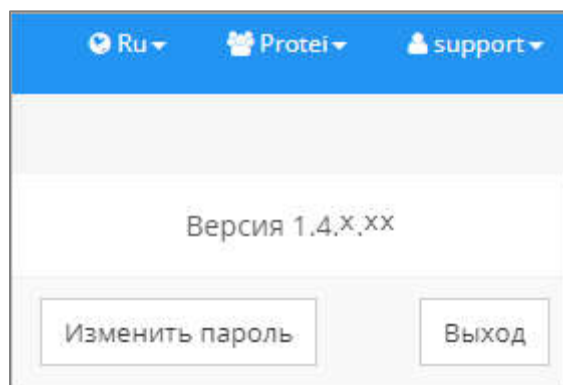 Ru Protei support
Версия 1.4.x.xx
Изменить пароль Выход